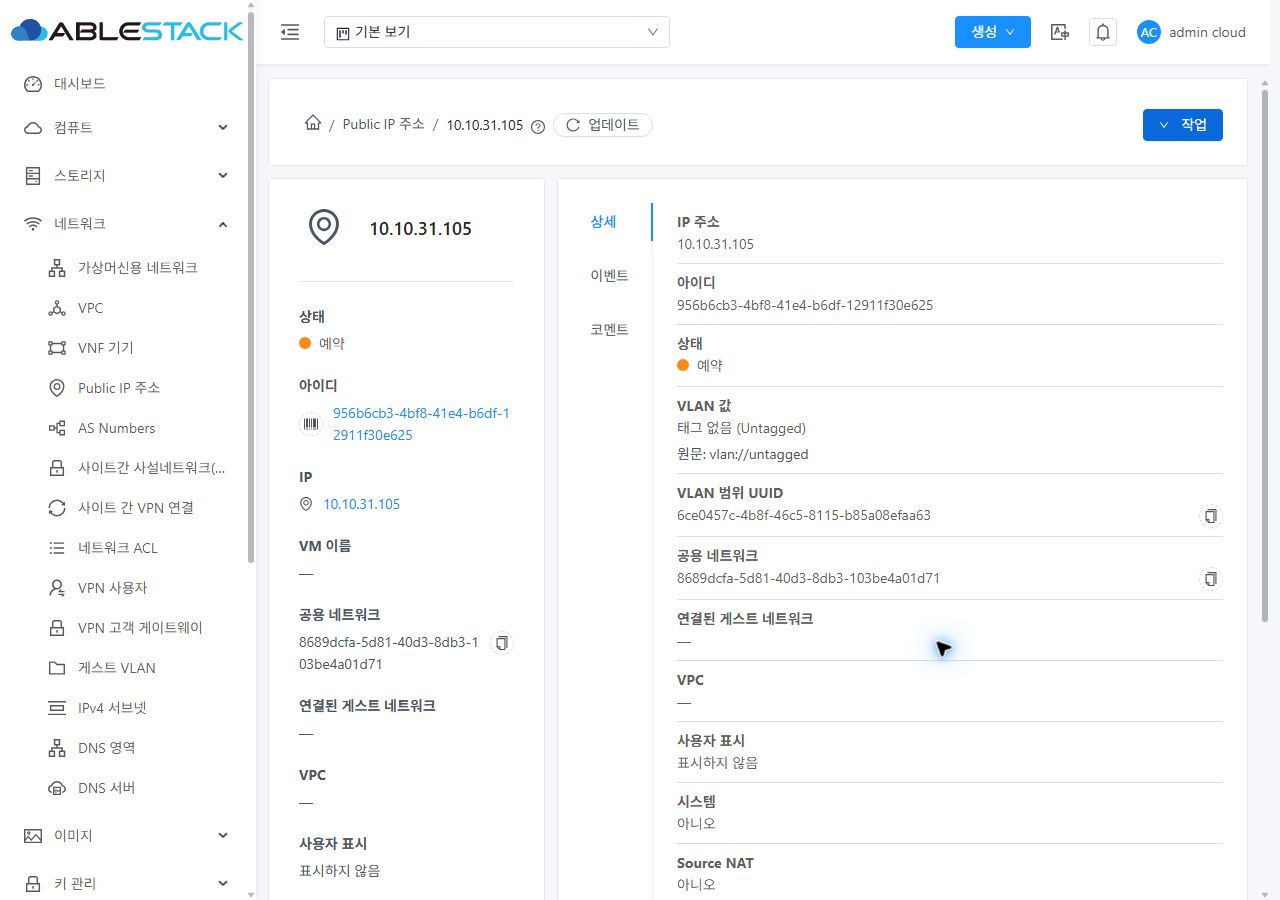 ABLESTACK
기본 보기
생성
AC
admin cloud
대시보드
컴퓨트
스토리지
네트워크
가상머신용 네트워크
VPC
VNF 기기
Public IP 주소
AS Numbers
사이트간 사설네트워크(...
사이트 간 VPN 연결
네트워크 ACL
VPN 사용자
VPN 고객 게이트웨이
게스트 VLAN
IPv4 서브넷
DNS 영역
DNS 서버
이미지
키 관리
/ Public IP 주소 / 10.10.31.105 업데이트
작업
10.10.31.105
상태
예약
아이디
956b6cb3-4bf8-41e4-b6df-1
2911f30e625
IP
10.10.31.105
VM 이름
—
공용 네트워크
8689dcfa-5d81-40d3-8db3-1
03be4a01d71
연결된 게스트 네트워크
—
VPC
—
사용자 표시
표시하지 않음
상세
이벤트
코멘트
IP 주소
10.10.31.105
아이디
956b6cb3-4bf8-41e4-b6df-12911f30e625
상태
예약
VLAN 값
태그 없음 (Untagged)
원문: vlan://untagged
VLAN 범위 UUID
6ce0457c-4b8f-46c5-8115-b85a08efaa63
공용 네트워크
8689dcfa-5d81-40d3-8db3-103be4a01d71
연결된 게스트 네트워크
—
VPC
—
사용자 표시
표시하지 않음
시스템
아니오
Source NAT
아니오